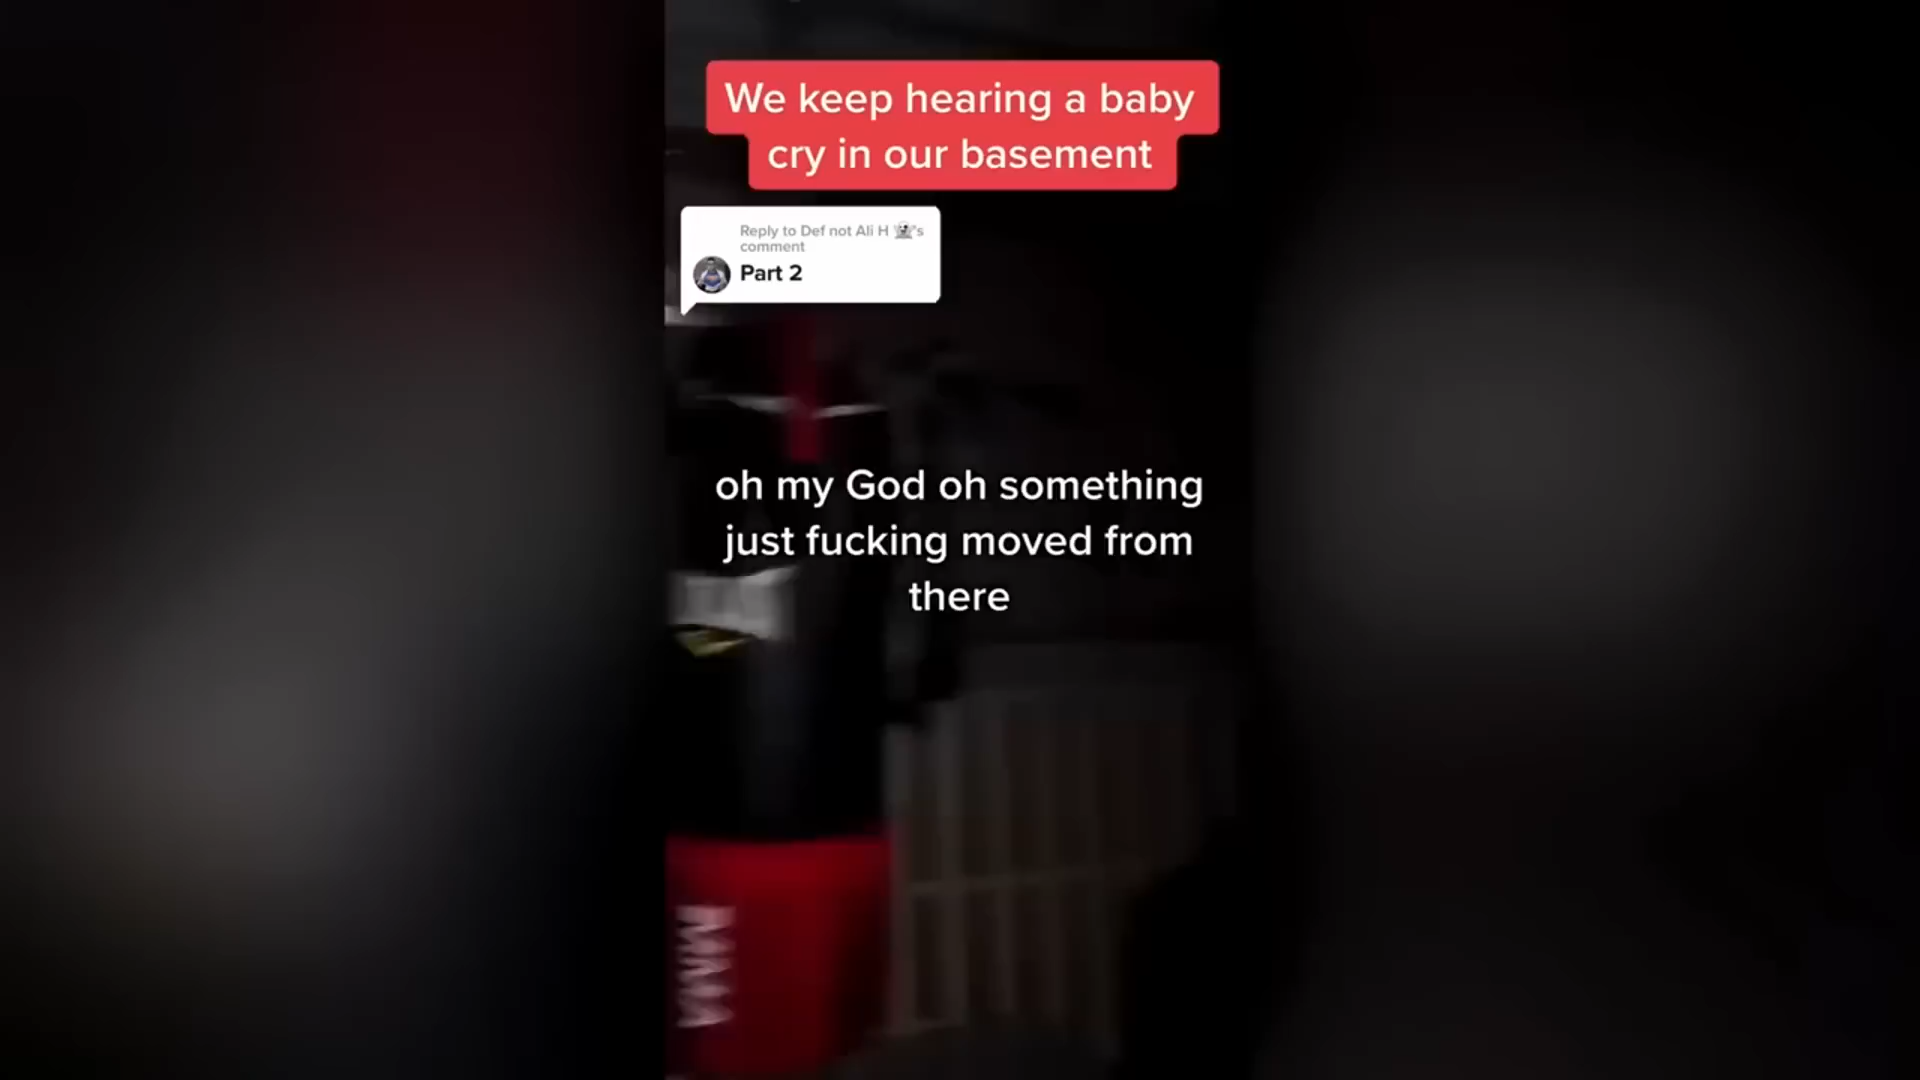 We keep hearing a baby
cry in our basement
Reply to Def not Ali H 's
comment
Part 2
oh my God oh something
just fucking moved from
there